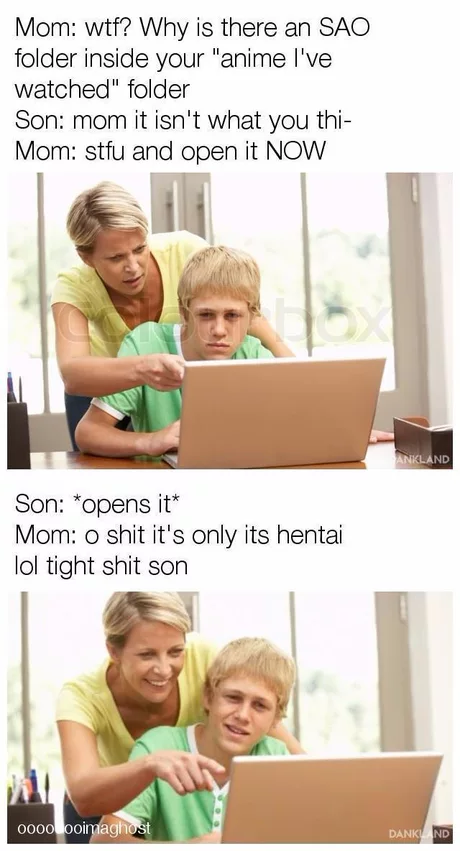 Mom: wtf? Why is there an SAO
folder inside your "anime I've
watched" folder
Son: mom it isn't what you thi-
Mom: stfu and open it NOW
box
ANKLAND
Son: *opens it*
Mom: o shit it's only its hentai
lol tight shit son
DANKLAND